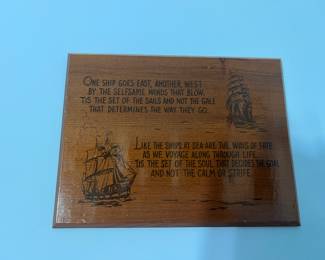 ONE SHIP GOES EAST, ANOTHER, WEST
BY THE SELFSAME WINDS THAT BLOW.
'TIS THE SET OF THE SAILS AND NOT THE GALE
THAT DETERMINES THE WAY THEY GO.
LIKE THE SHIPS AT SEA ARE THE WINDS OF FATE
AS WE VOYAGE ALONG THROUGH LIFE.
'TIS THE SET OF THE SOUL THAT DECIDES THE GOAL
AND NOT THE CALM OR STRIFE.